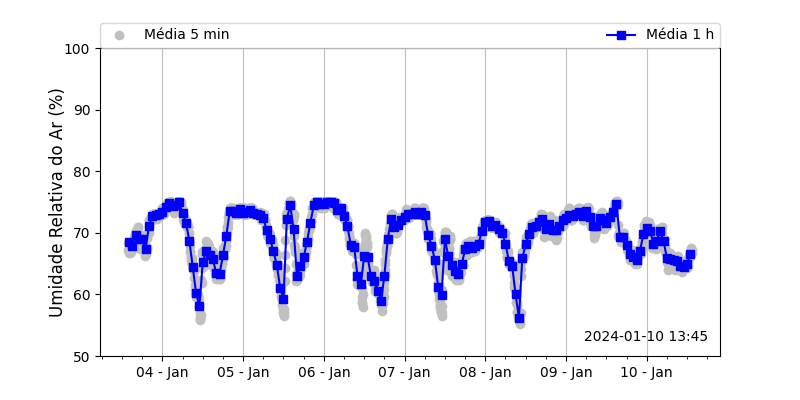 Média 5 min
Média 1 h
Umidade Relativa do Ar (%)
100
90
80
70
60
50
2024-01-10 13:45
04 - Jan
05 - Jan
06 - Jan
07 - Jan
08 - Jan
09 - Jan
10 - Jan